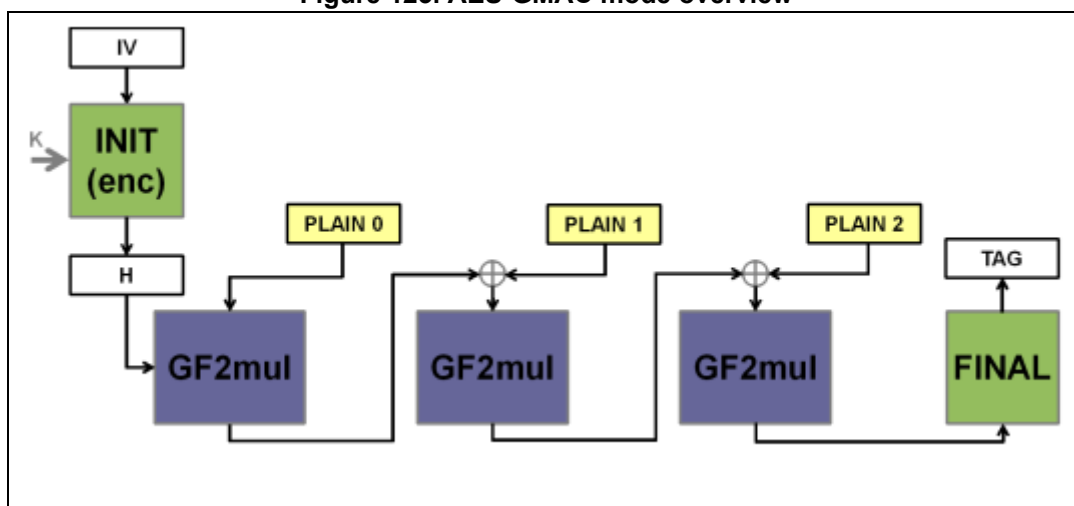 IV
K
INIT
(enc)
PLAIN 0
PLAIN 1
PLAIN 2
H
TAG
GF2mul
GF2mul
GF2mul
FINAL